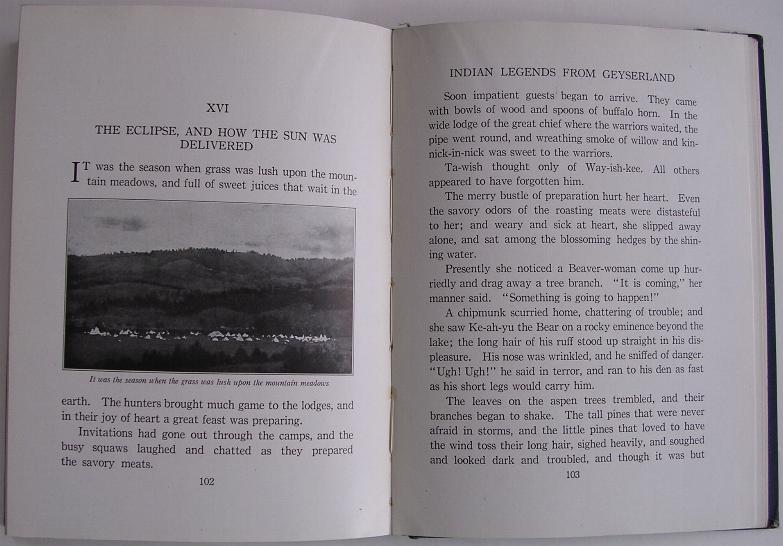 XVI
THE ECLIPSE, AND HOW THE SUN WAS
DELIVERED
IT was the season when grass was lush upon the moun-
tain meadows, and full of sweet juices that wait in the
It was the season when the grass was lush upon the mountain meadows
earth. The hunters brought much game to the lodges, and
in their joy of heart a great feast was preparing.
Invitations had gone out through the camps, and the
busy squaws laughed and chatted as they prepared
the savory meats.
102
INDIAN LEGENDS FROM GEYSERLAND
Soon impatient guests began to arrive. They came
with bowls of wood and spoons of buffalo horn. In the
wide lodge of the great chief where the warriors waited, the
pipe went round, and wreathing smoke of willow and kin-
nick-in-nick was sweet to the warriors.
Ta-wish thought only of Way-ish-kee. All others
appeared to have forgotten him.
The merry bustle of preparation hurt her heart. Even
the savory odors of the roasting meats were distasteful
to her; and weary and sick at heart, she slipped away
alone, and sat among the blossoming hedges by the shin-
ing water.
Presently she noticed a Beaver-woman come up hur-
riedly and drag away a tree branch. "It is coming," her
manner said. "Something is going to happen!"
A chipmunk scurried home, chattering of trouble; and
she saw Ke-ah-yu the Bear on a rocky eminence beyond the
lake; the long hair of his ruff stood up straight in his dis-
pleasure. His nose was wrinkled, and he sniffed of danger.
"Ugh! Ugh!" he said in terror, and ran to his den as fast
as his short legs would carry him.
The leaves on the aspen trees trembled, and their
branches began to shake. The tall pines that were never
afraid in storms, and the little pines that loved to have
the wind toss their long hair, sighed heavily, and soughed
and looked dark and troubled, and though it was but
103